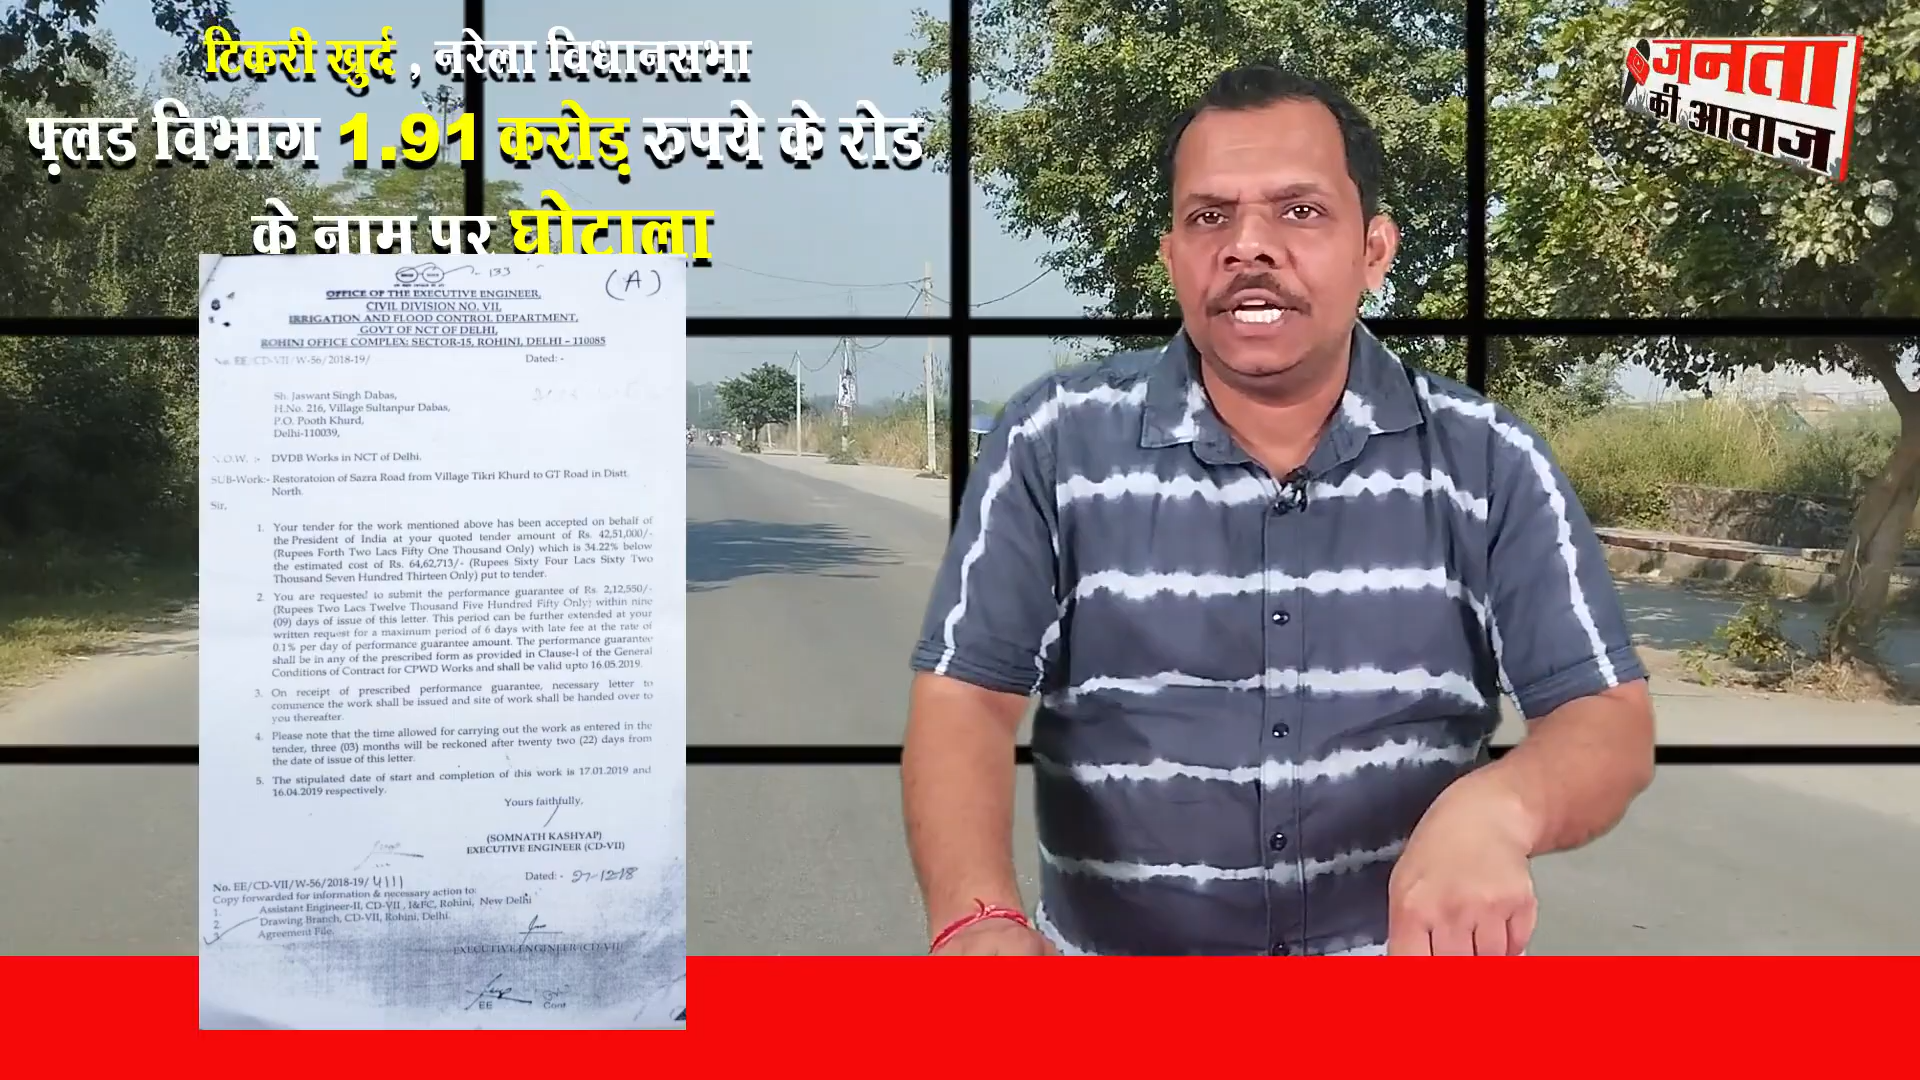 टिकरी खुर्द , नरेला विधानसभा
फ़्लड विभाग 1.91 करोड़ रुपये के रोड
के नाम पर घोटाला
जनता
की आवाज
133
(A)
OFFICE OF THE EXECUTIVE ENGINEER,
CIVIL DIVISION NO. VII,
IRRIGATION AND FLOOD CONTROL DEPARTMENT,
GOVT OF NCT OF DELHI,
ROHINI OFFICE COMPLEX: SECTOR-15, ROHINI, DELHI – 110085
No. EE/CD-VII/W-56/2018-19/ Dated: -
Sh. Jaswant Singh Dabas,
H.No. 216, Village Sultanpur Dabas,
P.O. Pooth Khurd,
Delhi-110039,
N.O.W. :- DVDB Works in NCT of Delhi.
SUB-Work:- Restoratoion of Sazra Road from Village Tikri Khurd to GT Road in Distt.
North.
Sir,
1. Your tender for the work mentioned above has been accepted on behalf of
the President of India at your quoted tender amount of Rs. 42,51,000/-
(Rupees Forth Two Lacs Fifty One Thousand Only) which is 34.22% below
the estimated cost of Rs. 64,62,713/- (Rupees Sixty Four Lacs Sixty Two
Thousand Seven Hundred Thirteen Only) put to tender.
2. You are requested to submit the performance guarantee of Rs. 2,12,550/-
(Rupees Two Lacs Twelve Thousand Five Hundred Fifty Only) within nine
(09) days of issue of this letter. This period can be further extended at your
written request for a maximum period of 6 days with late fee at the rate of
0.1% per day of performance guarantee amount. The performance guarantee
shall be in any of the prescribed form as provided in Clause-I of the General
Conditions of Contract for CPWD Works and shall be valid upto 16.05.2019.
3. On receipt of prescribed performance guarantee, necessary letter to
commence the work shall be issued and site of work shall be handed over to
you thereafter.
4. Please note that the time allowed for carrying out the work as entered in the
tender, three (03) months will be reckoned after twenty two (22) days from
the date of issue of this letter.
5. The stipulated date of start and completion of this work is 17.01.2019 and
16.04.2019 respectively.
Yours faithfully,
(SOMNATH KASHYAP)
EXECUTIVE ENGINEER (CD-VII)
No. EE/CD-VII/W-56/2018-19/4111 Dated: - 27-12-18
Copy forwarded for information & necessary action to:
1. Assistant Engineer-II, CD-VII, I&FC, Rohini, New Delhi
2. Drawing Branch, CD-VII, Rohini, Delhi.
3. Agreement File.
EXECUTIVE ENGINEER (CD-VII)
EE